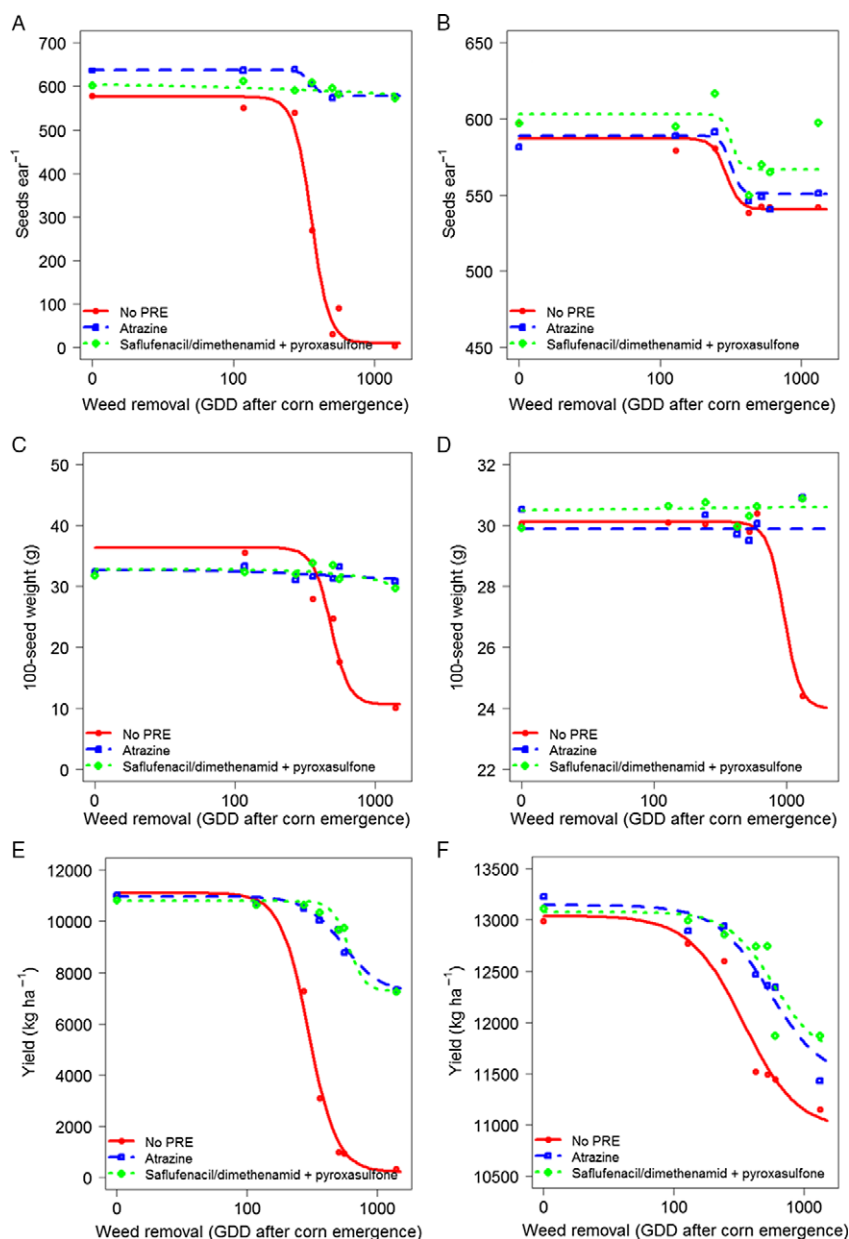 A
700
600
500
400
300
200
100
0
Seeds ear⁻¹
No PRE
Atrazine
Saflufenacil/dimethenamid + pyroxasulfone
0 100 1000
Weed removal (GDD after corn emergence)
B
650
600
550
500
450
Seeds ear⁻¹
No PRE
Atrazine
Saflufenacil/dimethenamid + pyroxasulfone
0 100 1000
Weed removal (GDD after corn emergence)
C
50
40
30
20
10
0
100-seed weight (g)
No PRE
Atrazine
Saflufenacil/dimethenamid + pyroxasulfone
0 100 1000
Weed removal (GDD after corn emergence)
D
32
30
28
26
24
22
100-seed weight (g)
No PRE
Atrazine
Saflufenacil/dimethenamid + pyroxasulfone
0 100 1000
Weed removal (GDD after corn emergence)
E
12000
10000
8000
6000
4000
2000
0
Yield (kg ha⁻¹)
No PRE
Atrazine
Saflufenacil/dimethenamid + pyroxasulfone
0 100 1000
Weed removal (GDD after corn emergence)
F
13500
13000
12500
12000
11500
11000
10500
Yield (kg ha⁻¹)
No PRE
Atrazine
Saflufenacil/dimethenamid + pyroxasulfone
0 100 1000
Weed removal (GDD after corn emergence)